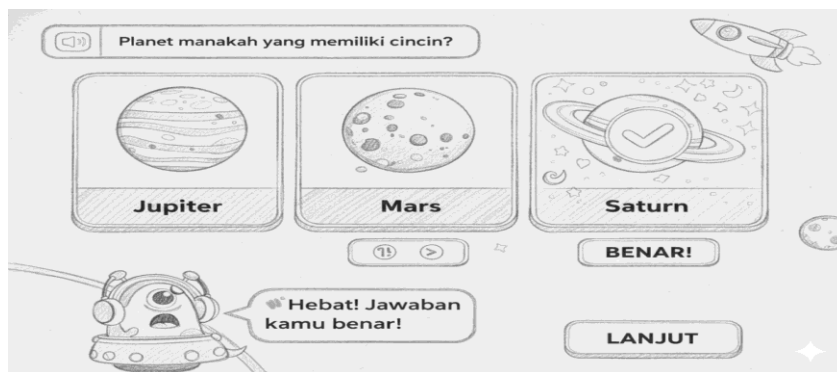 Planet manakah yang memiliki cincin?
Jupiter
Mars
Saturn
BENAR!
Hebat! Jawaban
kamu benar!
LANJUT